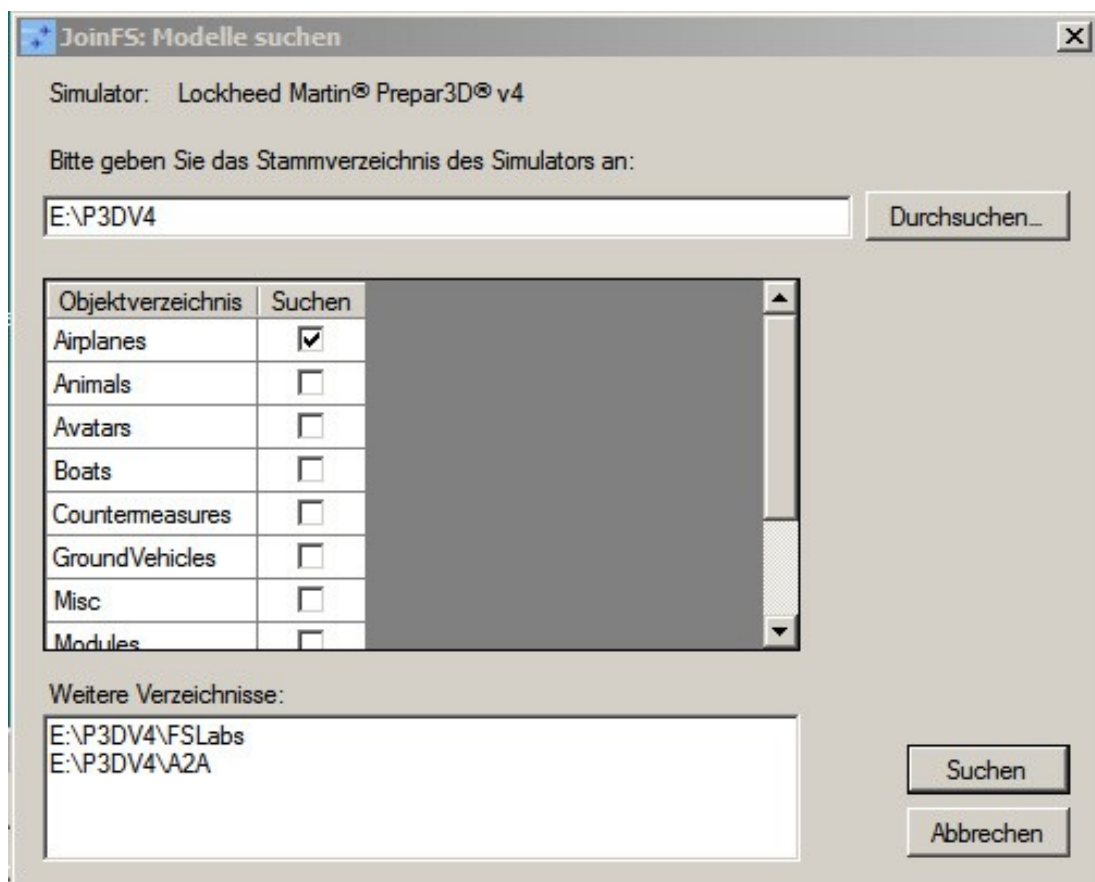 JoinFS: Modelle suchen
Simulator: Lockheed Martin® Prepar3D® v4
Bitte geben Sie das Stammverzeichnis des Simulators an:
E:\P3DV4
Durchsuchen...
Objektverzeichnis Suchen
Airplanes
Animals
Avatars
Boats
Countermeasures
GroundVehicles
Misc
Modules
Weitere Verzeichnisse:
E:\P3DV4\FSLabs
E:\P3DV4\A2A
Suchen
Abbrechen